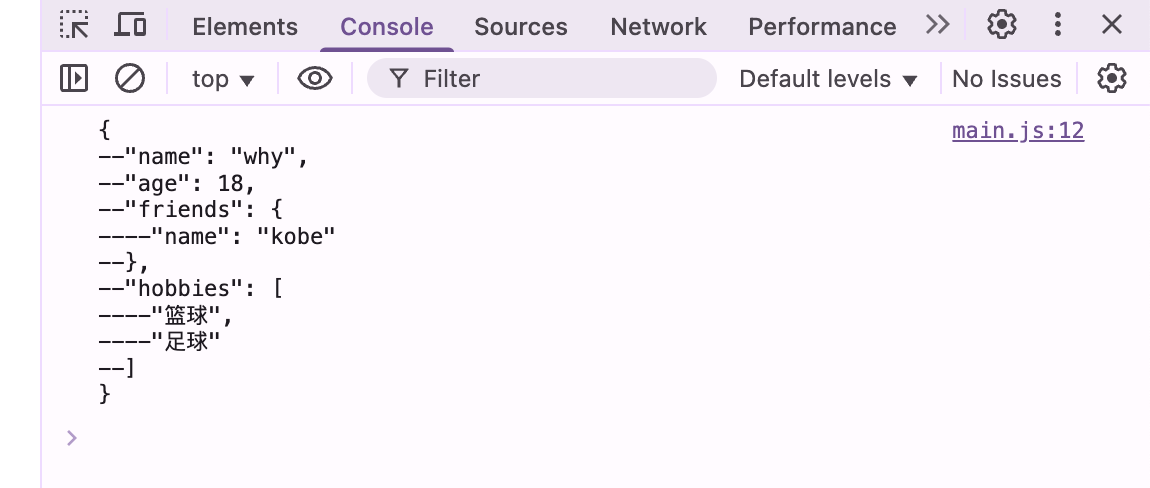 Elements Console Sources Network Performance
top Filter Default levels No Issues
{ main.js:12
--"name": "why",
--"age": 18,
--"friends": {
----"name": "kobe"
--},
--"hobbies": [
----"篮球",
----"足球"
--]
}